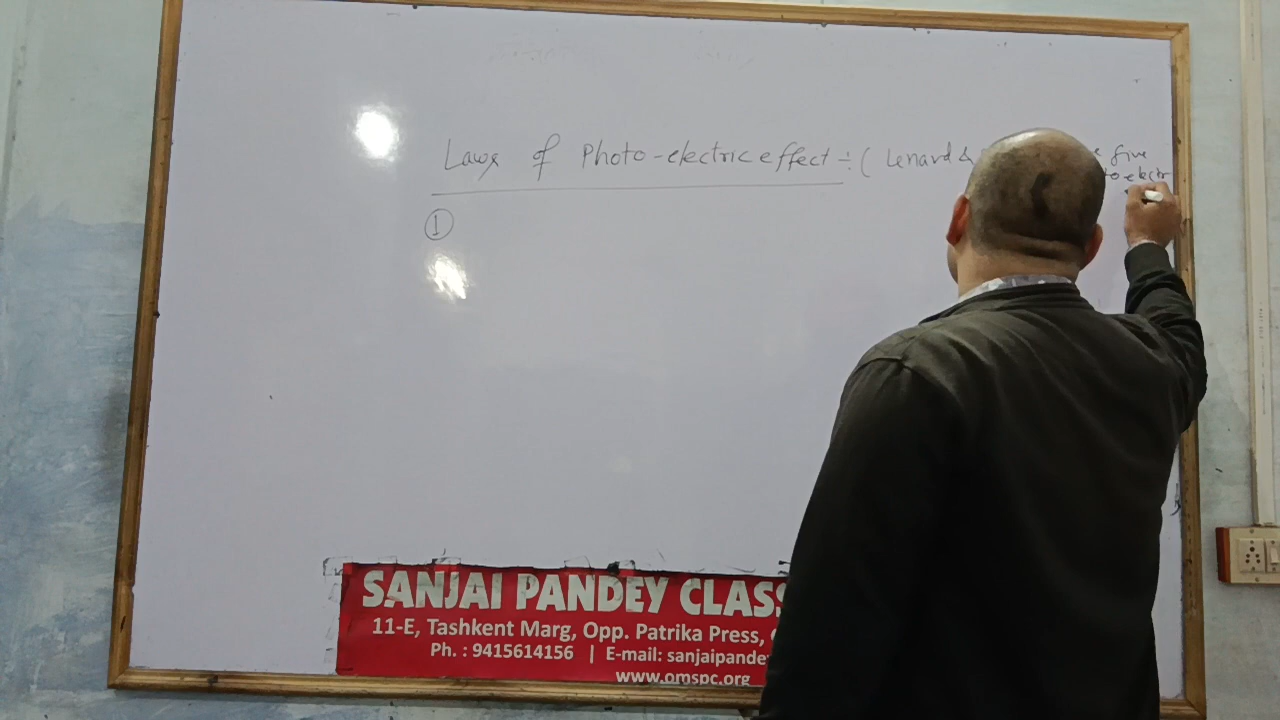 Laws of Photo-electric effect ÷ ( Lenard & five
electr
①
SANJAI PANDEY CLASS
11-E, Tashkent Marg, Opp. Patrika Press,
Ph. : 9415614156 | E-mail: sanjaipandey
www.omspc.org